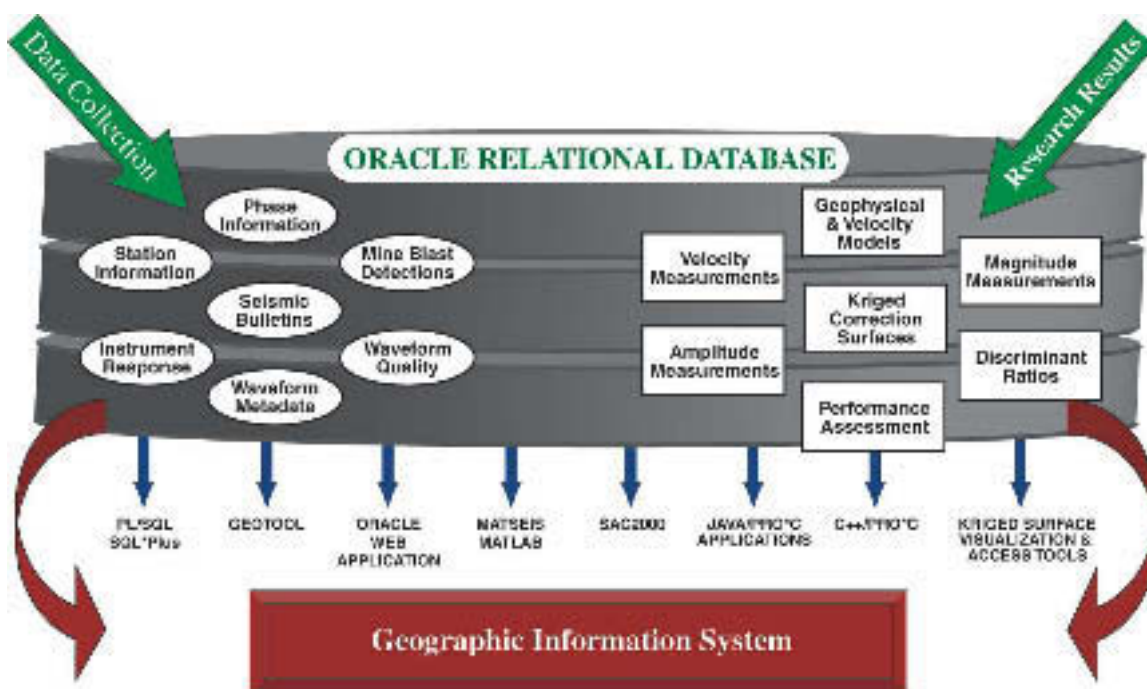 Data Collection
Research Results
ORACLE RELATIONAL DATABASE
Phase
Information
Station
Information
Mine Blast
Detections
Seismic
Bulletins
Instrument
Response
Waveform
Quality
Waveform
Metadata
Geophysical
& Velocity
Models
Velocity
Measurements
Magnitude
Measurements
Kriged
Correction
Surfaces
Amplitude
Measurements
Discriminant
Ratios
Performance
Assessment
PL/SQL
SQL*Plus
GEOTOOL
ORACLE
WEB
APPLICATION
MATSEIS
MATLAB
SAC2000
JAVA/PRO*C
APPLICATIONS
C++/PRO*C
KRIGED SURFACE
VISUALIZATION &
ACCESS TOOLS
Geographic Information System